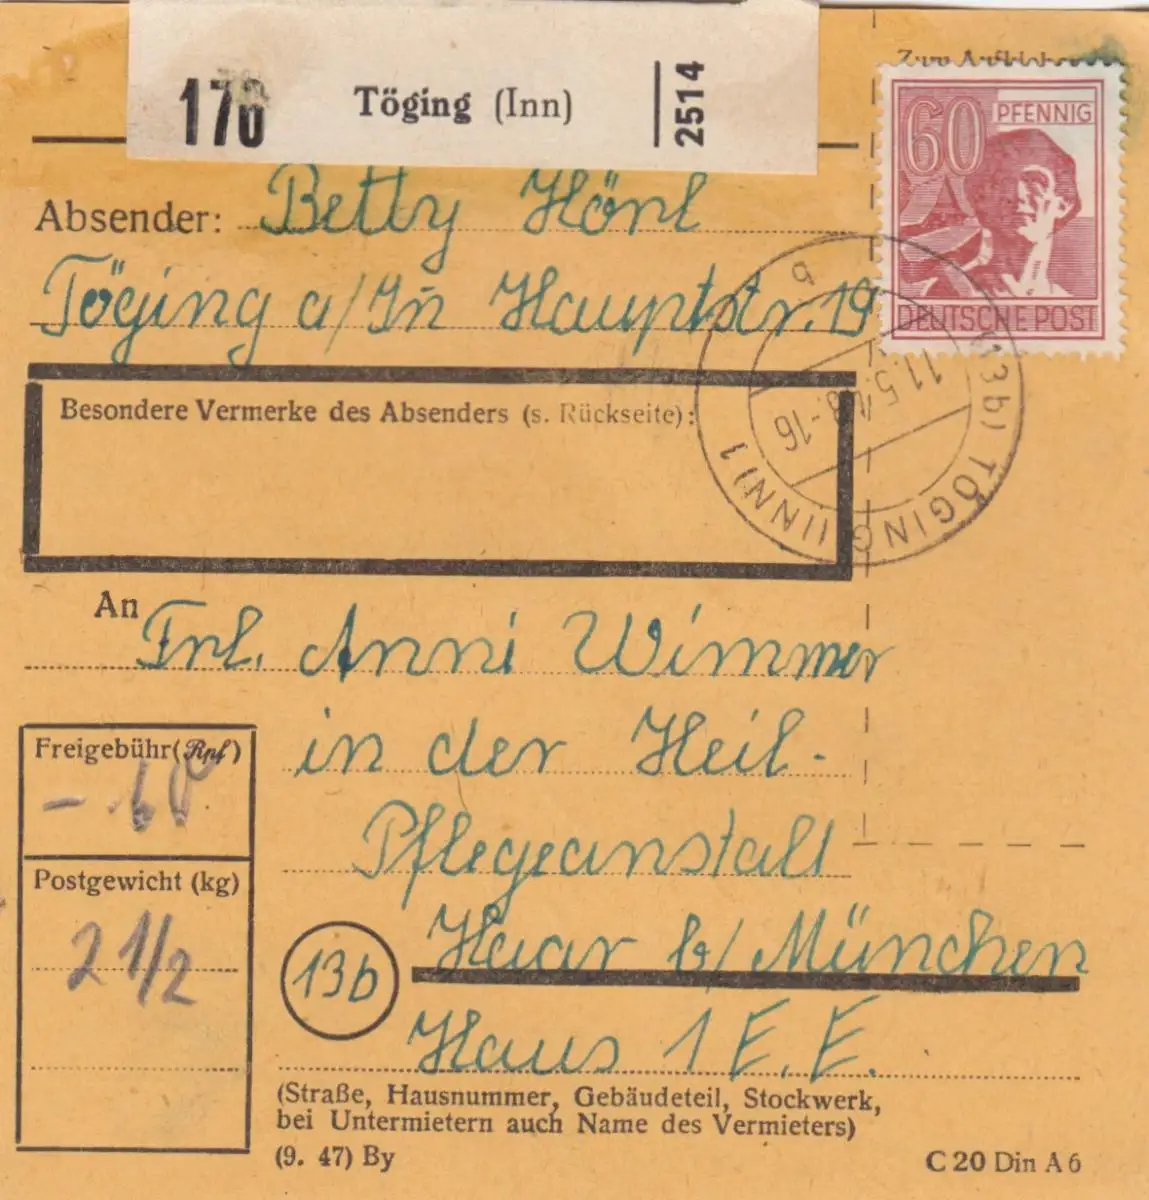 Töging (Inn)
2514
60 PFENNIG
DEUTSCHE POST
Absender: Betty Hörl
Töging a/Inn Hauptstr. 19
(13b) TÖGING (INN) 1
b
11.5.48.-16
Besondere Vermerke des Absenders (s. Rückseite):
An Frl. Anni Wimmer
in der Heil-
Pflegeanstalt
13b Haar b/München
Haus 1 E. E.
Freigebühr (Rpf)
-.60
Postgewicht (kg)
2 1/2
(Straße, Hausnummer, Gebäudeteil, Stockwerk,
bei Untermietern auch Name des Vermieters)
(9. 47) By
C 20 Din A 6